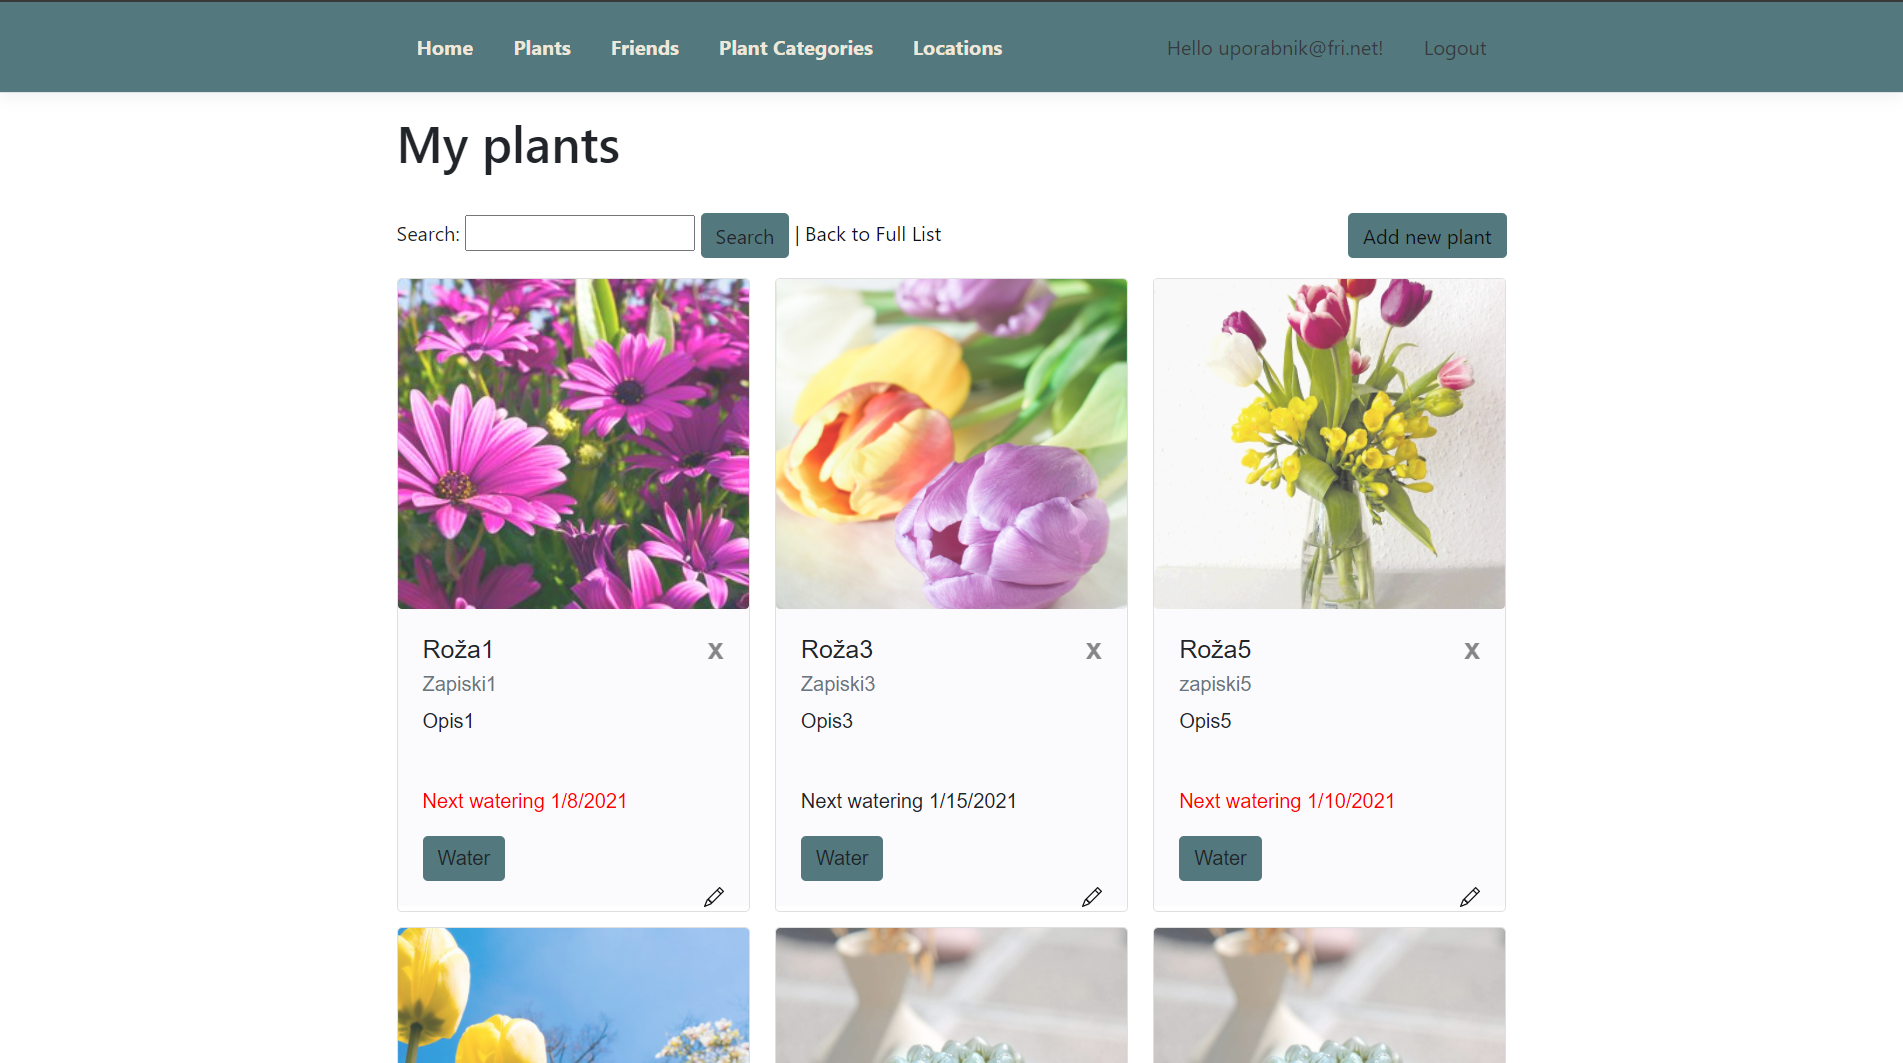 Home Plants Friends Plant Categories Locations Hello uporabnik@fri.net! Logout
My plants
Search: Search | Back to Full List Add new plant
Roža1 x
Zapiski1
Opis1
Next watering 1/8/2021
Water
Roža3 x
Zapiski3
Opis3
Next watering 1/15/2021
Water
Roža5 x
zapiski5
Opis5
Next watering 1/10/2021
Water